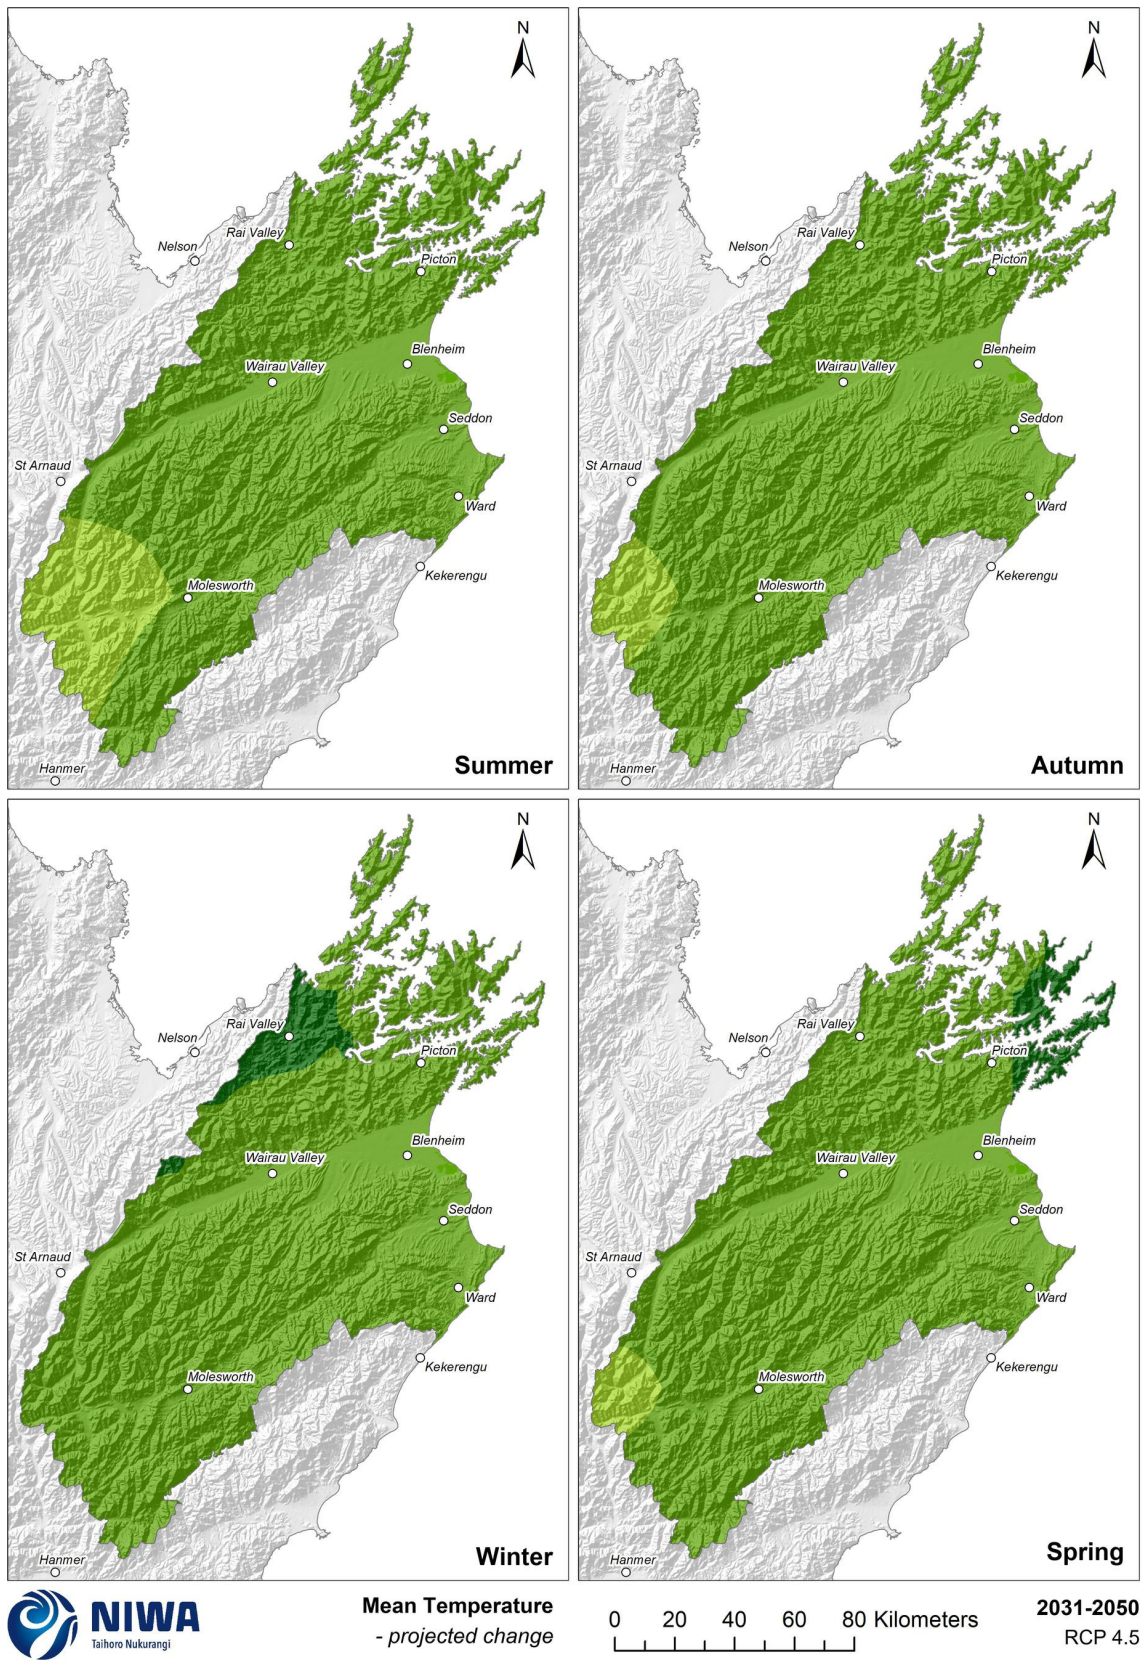 N
Nelson
Rai Valley
Picton
Blenheim
Wairau Valley
Seddon
St Arnaud
Ward
Kekerengu
Molesworth
Hanmer
Summer
N
Nelson
Rai Valley
Picton
Blenheim
Wairau Valley
Seddon
St Arnaud
Ward
Kekerengu
Molesworth
Hanmer
Autumn
N
Nelson
Rai Valley
Picton
Blenheim
Wairau Valley
Seddon
St Arnaud
Ward
Kekerengu
Molesworth
Hanmer
Winter
N
Nelson
Rai Valley
Picton
Blenheim
Wairau Valley
Seddon
St Arnaud
Ward
Kekerengu
Molesworth
Hanmer
Spring
NIWA
Taihoro Nukurangi
Mean Temperature
- projected change
0 20 40 60 80 Kilometers
2031-2050
RCP 4.5